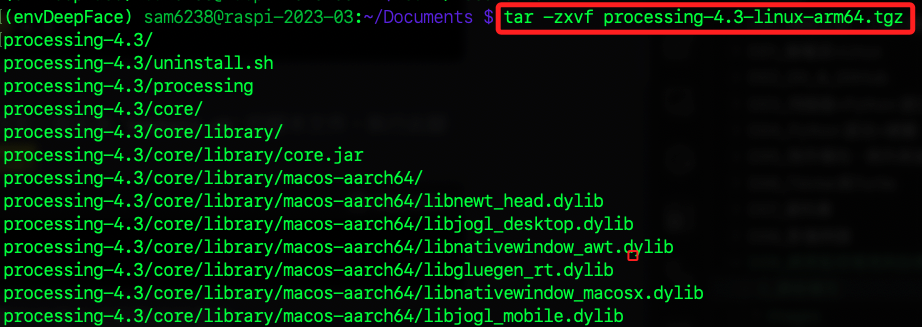 (envDeepFace) sam6238@raspi-2023-03:~/Documents $ tar -zxvf processing-4.3-linux-arm64.tgz
processing-4.3/
processing-4.3/uninstall.sh
processing-4.3/processing
processing-4.3/core/
processing-4.3/core/library/
processing-4.3/core/library/core.jar
processing-4.3/core/library/macos-aarch64/
processing-4.3/core/library/macos-aarch64/libnewt_head.dylib
processing-4.3/core/library/macos-aarch64/libjogl_desktop.dylib
processing-4.3/core/library/macos-aarch64/libnativewindow_awt.dylib
processing-4.3/core/library/macos-aarch64/libgluegen_rt.dylib
processing-4.3/core/library/macos-aarch64/libnativewindow_macosx.dylib
processing-4.3/core/library/macos-aarch64/libjogl_mobile.dylib